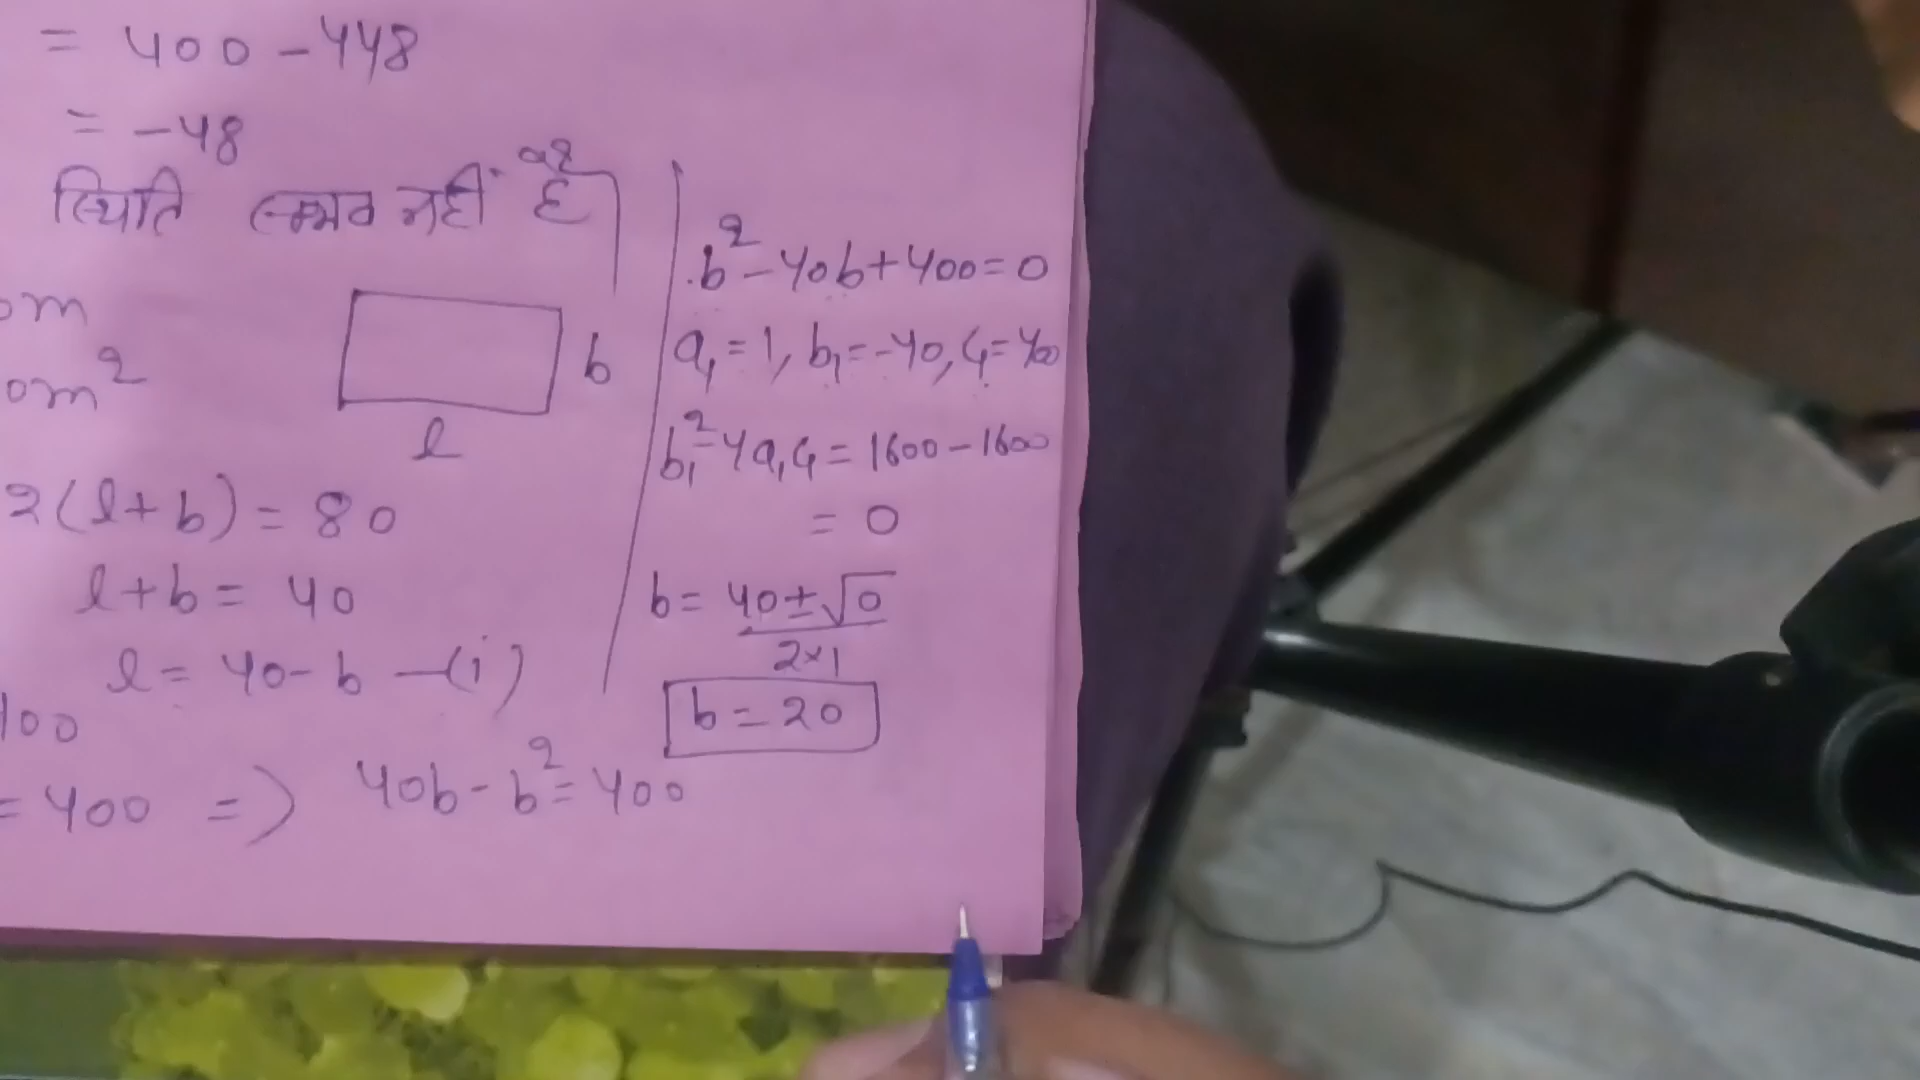 = 400 - 448
= -48
स्थिति सम्भव नहीं है
om
om²
b
l
2(l+b) = 80
l+b = 40
l = 40-b —(i)
100
= 400 => 40b - b² = 400
b² - 40b + 400 = 0
a₁ = 1, b₁ = -40, c₁ = 400
b₁² - 4a₁c₁ = 1600 - 1600
= 0
b = 40 ± √0
2×1
b = 20